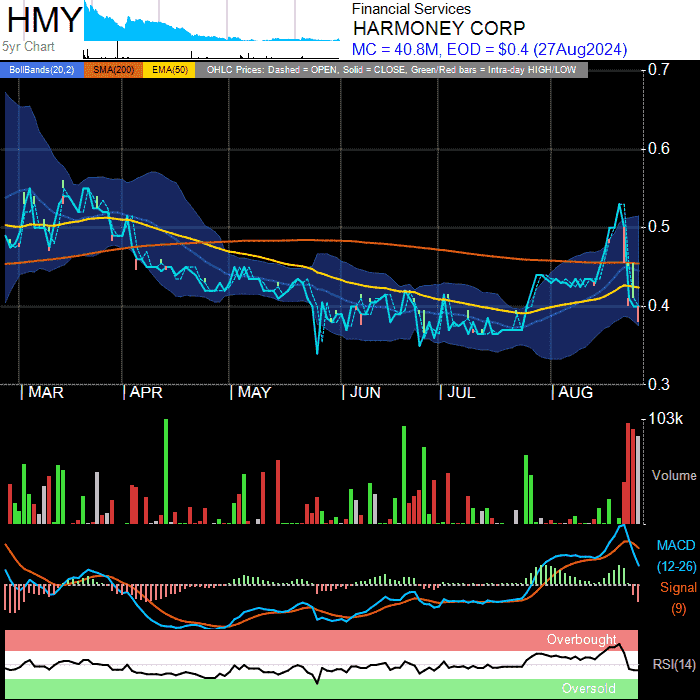 HMY
5yr Chart
Financial Services
HARMONEY CORP
MC = 40.8M, EOD = $0.4 (27Aug2024)
BollBands(20,2) SMA(200) EMA(50) OHLC Prices: Dashed = OPEN, Solid = CLOSE, Green/Red bars = Intra-day HIGH/LOW
0.7
0.6
0.5
0.4
0.3
| MAR | APR | MAY | JUN | JUL | AUG
103k
Volume
MACD
(12-26)
Signal
(9)
Overbought
RSI(14)
Oversold